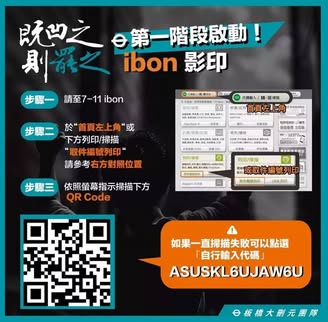 既凹之
則罷之
第一階段啟動！
ibon 影印
步驟一
請至7-11 ibon
步驟二
於"首頁左上角"或
下方列印/掃描
"取件編號列印"
請參考右方對照位置
首頁左上角
或取件編號列印
步驟三
依照螢幕指示掃描下方
QR Code
如果一直掃描失敗可以點選
「自行輸入代碼」
ASUSKL6UJAW6U
板橋大刪元團隊